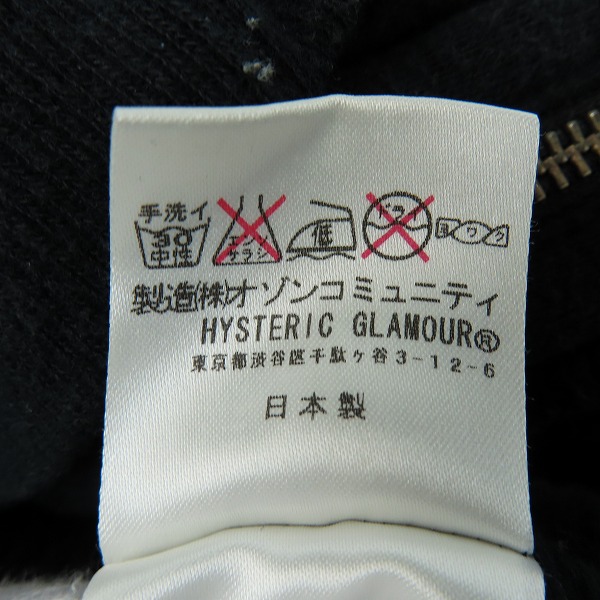 手洗イ
30 中性 エンソサラシ 低 ドライ ヨワク
製造(株)オゾンコミュニティ
HYSTERIC GLAMOUR®
東京都渋谷区千駄ヶ谷3-12-6
日本製